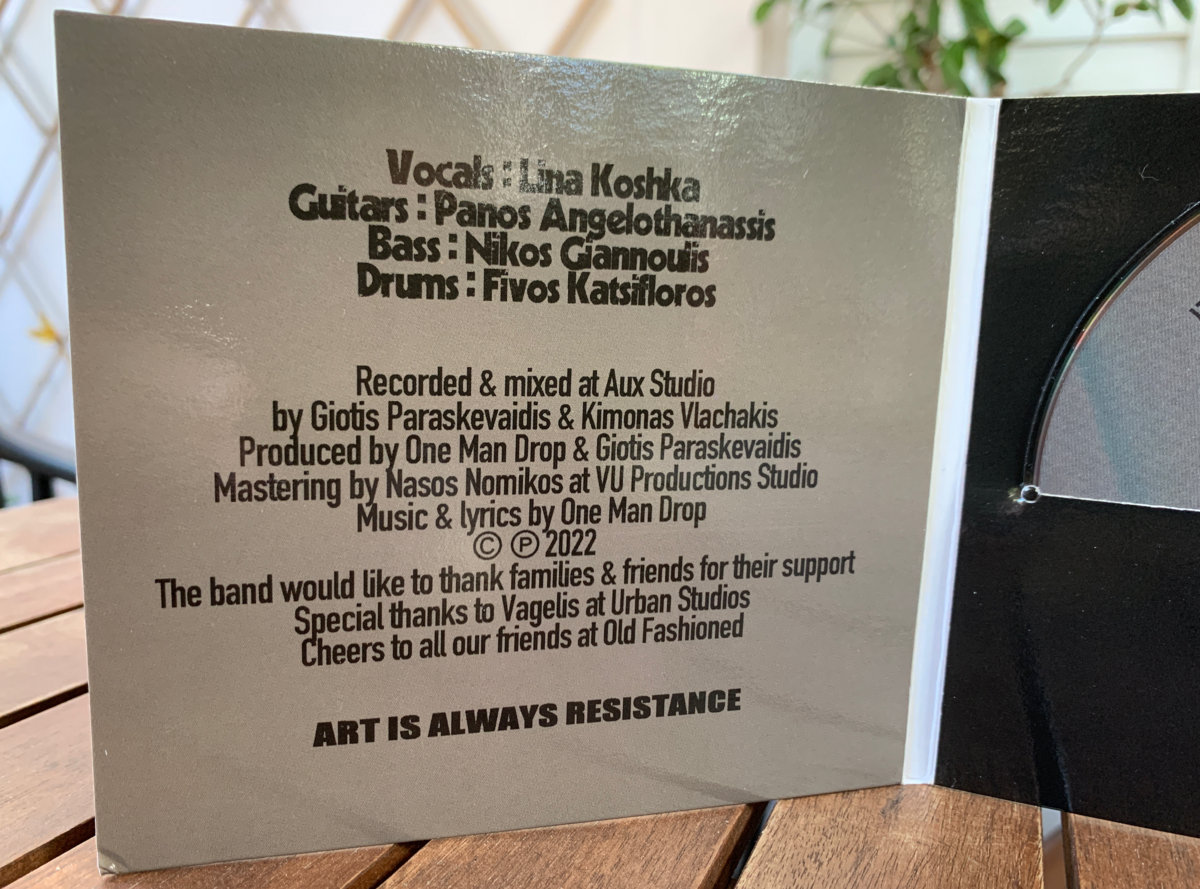 Vocals : Lina Koshka
Guitars : Panos Angelothanassis
Bass : Nikos Giannoulis
Drums : Fivos Katsifloros
Recorded & mixed at Aux Studio
by Giotis Paraskevaidis & Kimonas Vlachakis
Produced by One Man Drop & Giotis Paraskevaidis
Mastering by Nasos Nomikos at VU Productions Studio
Music & lyrics by One Man Drop
© ℗ 2022
The band would like to thank families & friends for their support
Special thanks to Vagelis at Urban Studios
Cheers to all our friends at Old Fashioned
ART IS ALWAYS RESISTANCE